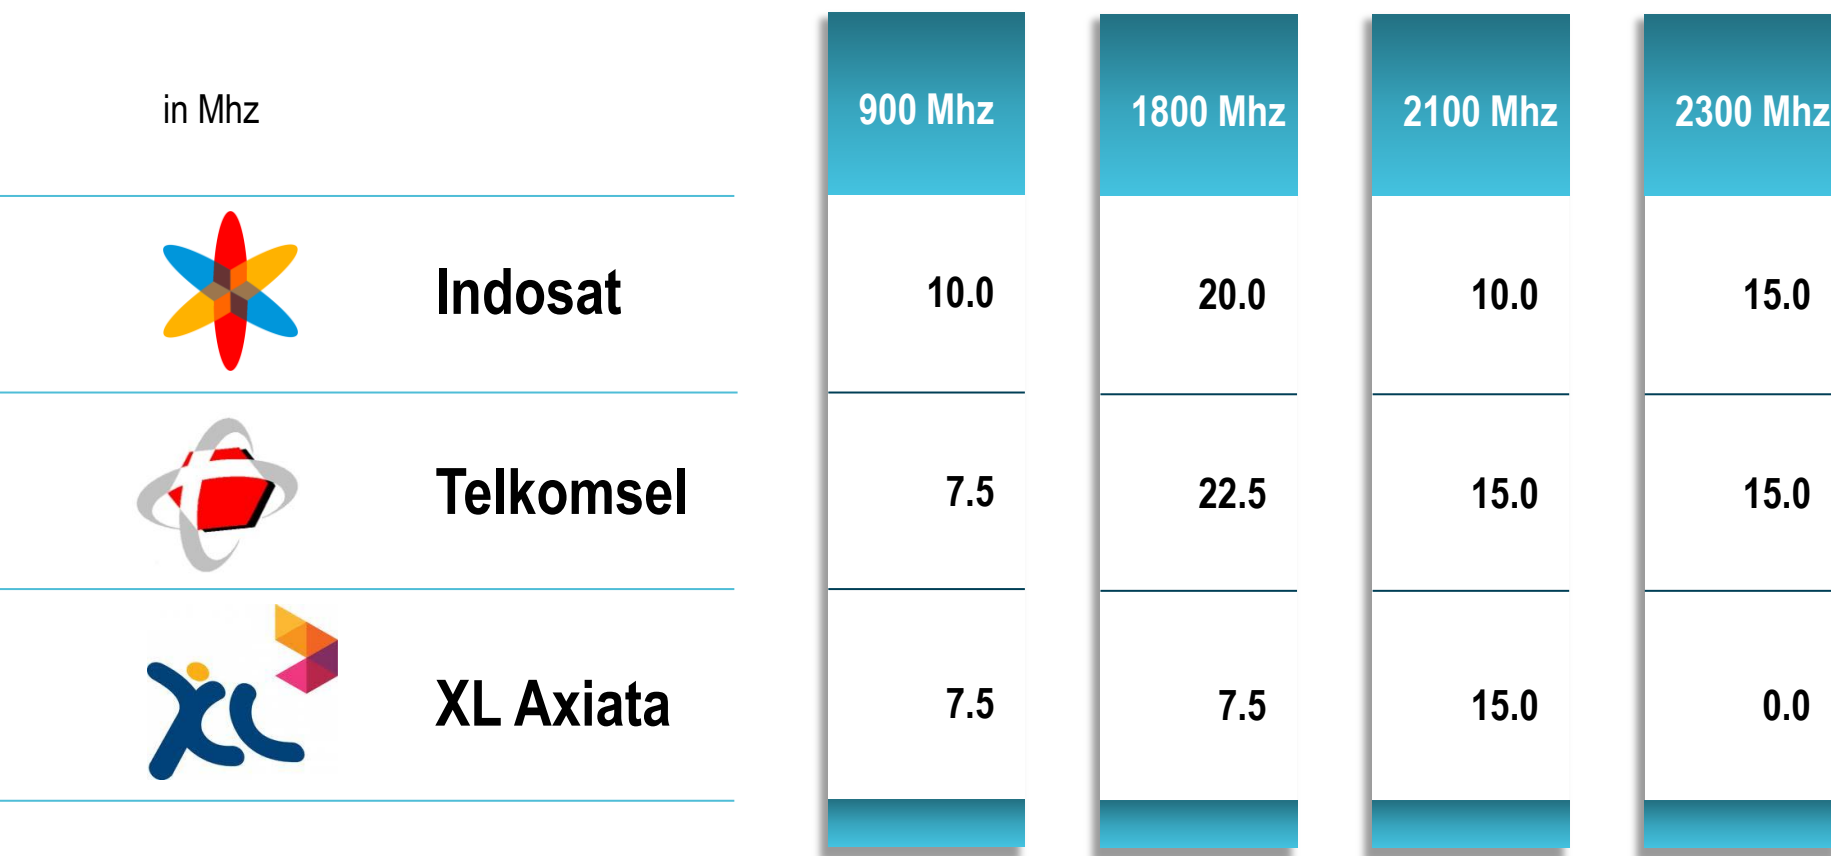 in Mhz 900 Mhz 1800 Mhz 2100 Mhz 2300 Mhz
Indosat 10.0 20.0 10.0 15.0
Telkomsel 7.5 22.5 15.0 15.0
XL
XL Axiata 7.5 7.5 15.0 0.0